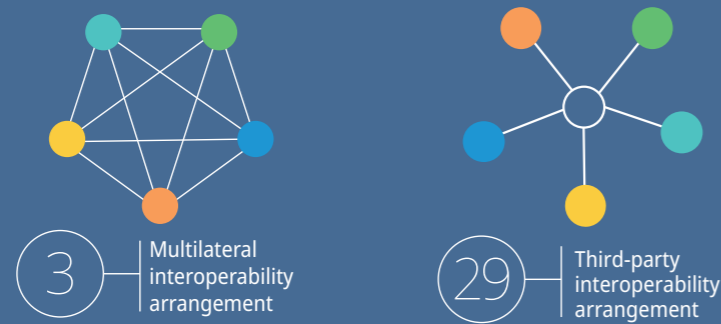 3
Multilateral
interoperability
arrangement
29
Third-party
interoperability
arrangement